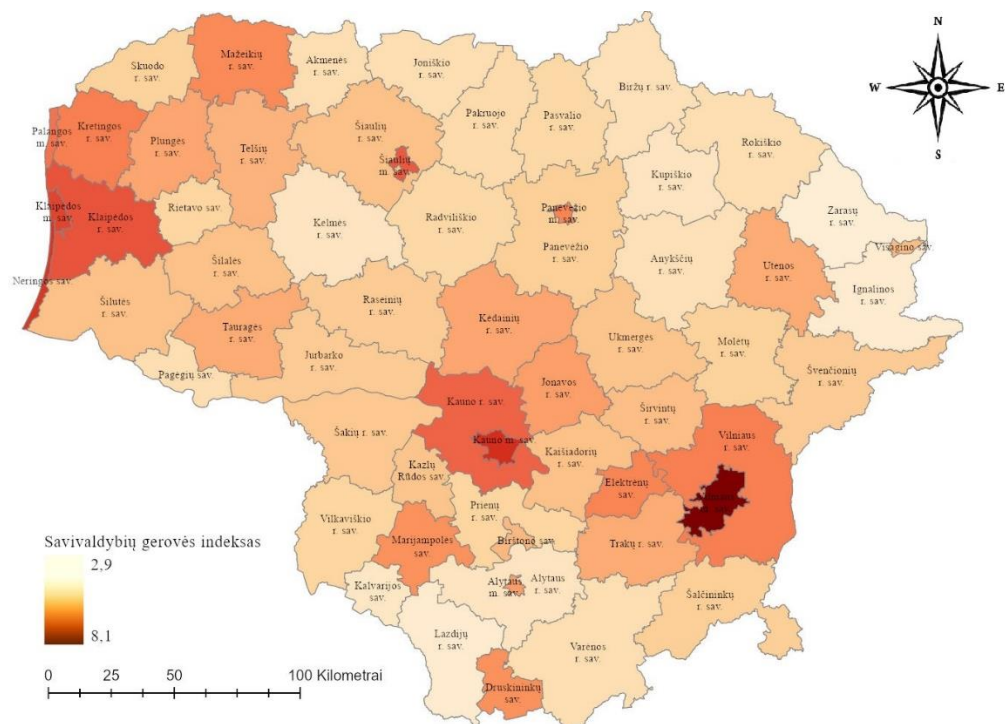 N
W
E
S
Skuodo
r. sav.
Mažeikių
r. sav.
Akmenės
r. sav.
Joniškio
r. sav.
Biržų r. sav.
Pakruojo
r. sav.
Pasvalio
r. sav.
Palangos
m. sav.
Kretingos
r. sav.
Plungės
r. sav.
Telšių
r. sav.
Šiaulių
r. sav.
Šiaulių
m. sav.
Rokiškio
r. sav.
Kupiškio
r. sav.
Klaipėdos
m. sav.
Klaipėdos
r. sav.
Rietavo sav.
Kelmės
r. sav.
Radviliškio
r. sav.
Panevėžio
m. sav.
Panevėžio
r. sav.
Zarasų
r. sav.
Visagino sav.
Anykščių
r. sav.
Utenos
r. sav.
Ignalinos
r. sav.
Neringos sav.
Šilutės
r. sav.
Šilalės
r. sav.
Raseinių
r. sav.
Tauragės
r. sav.
Kėdainių
r. sav.
Ukmergės
r. sav.
Molėtų
r. sav.
Pagėgių sav.
Jurbarko
r. sav.
Jonavos
r. sav.
Švenčionių
r. sav.
Kauno r. sav.
Širvintų
r. sav.
Šakių r. sav.
Kauno m. sav.
Kaišiadorių
r. sav.
Vilniaus
r. sav.
Kazlų
Rūdos sav.
Elektrėnų
sav.
Vilkaviškio
r. sav.
Prienų
r. sav.
Marijampolės
sav.
Birštono sav.
Trakų r. sav.
Kalvarijos
sav.
Alytaus
m. sav.
Alytaus
r. sav.
Šalčininkų
r. sav.
Lazdijų
r. sav.
Varėnos
r. sav.
Druskininkų
sav.
Savivaldybių gerovės indeksas
2,9
8,1
0 25 50 100 Kilometrai